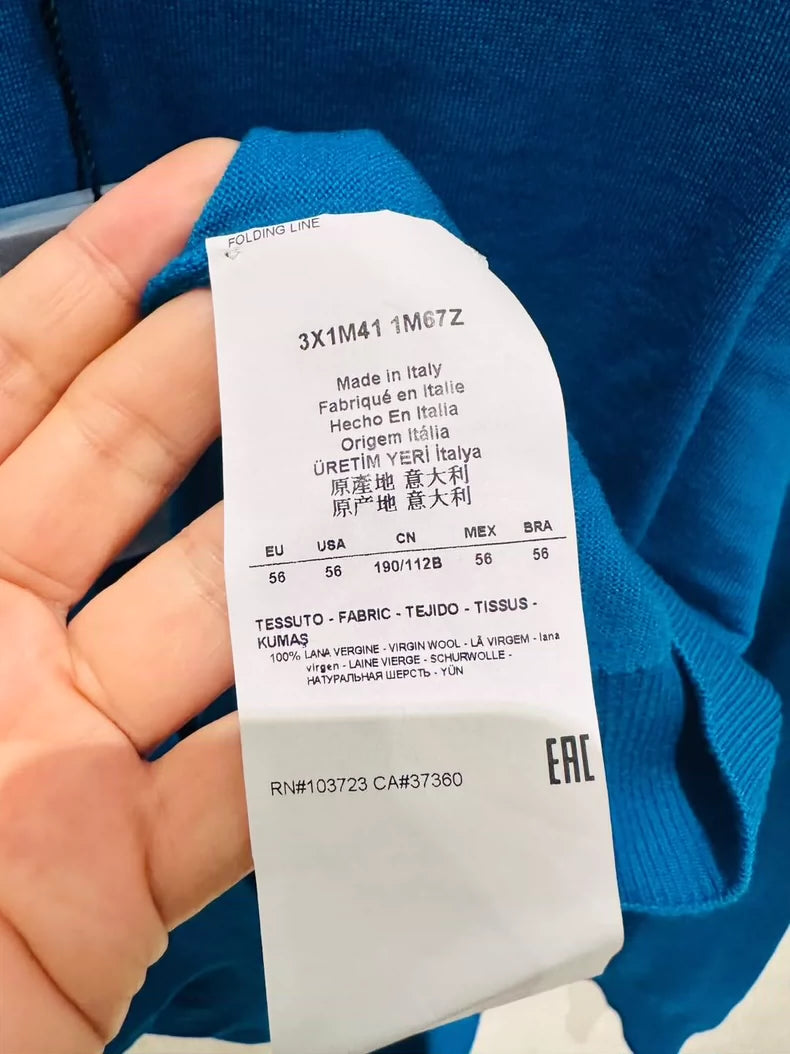 FOLDING LINE
3X1M41 1M67Z
Made in Italy
Fabriqué en Italie
Hecho En Italia
Origem Itália
ÜRETİM YERİ İtalya
原產地 意大利
原产地 意大利
EU USA CN MEX BRA
56 56 190/112B 56 56
TESSUTO - FABRIC - TEJIDO - TISSUS -
KUMAŞ
100% LANA VERGINE - VIRGIN WOOL - LÃ VIRGEM - lana
virgen - LAINE VIERGE - SCHURWOLLE -
НАТУРАЛЬНАЯ ШЕРСТЬ - YÜN
EAC
RN#103723 CA#37360